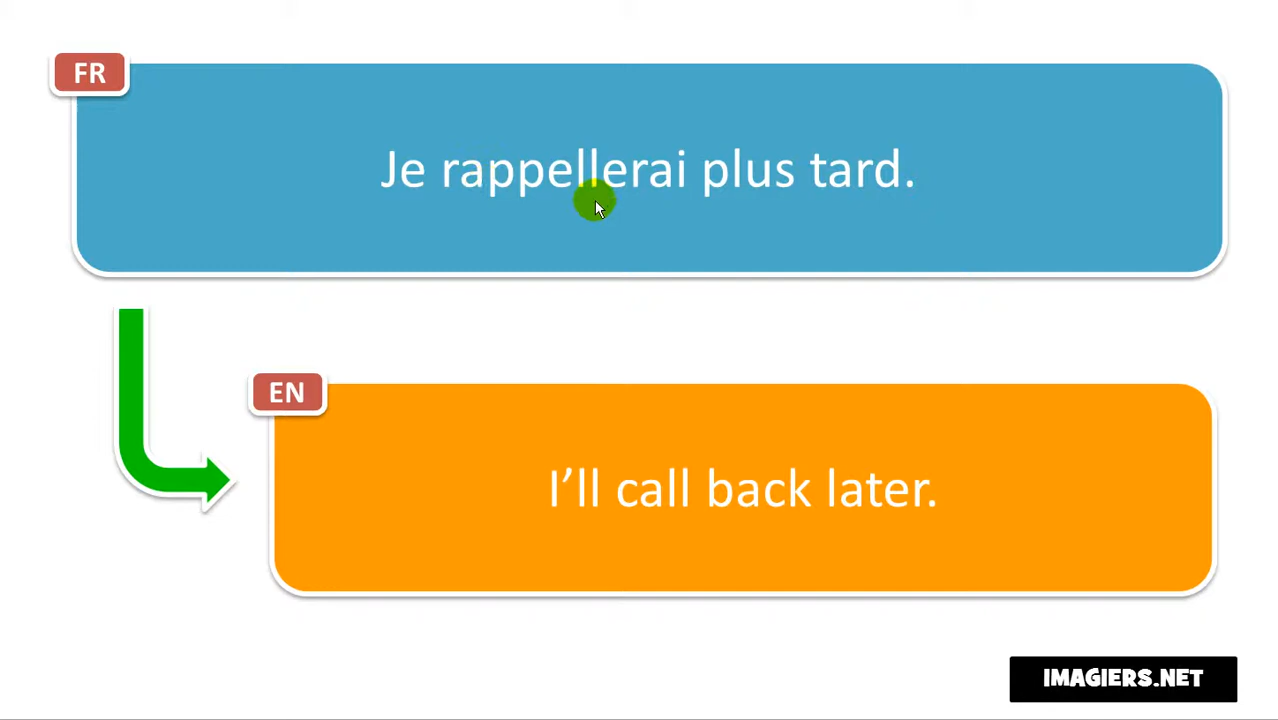 FR
Je rappellerai plus tard.
EN
I’ll call back later.
IMAGIERS.NET